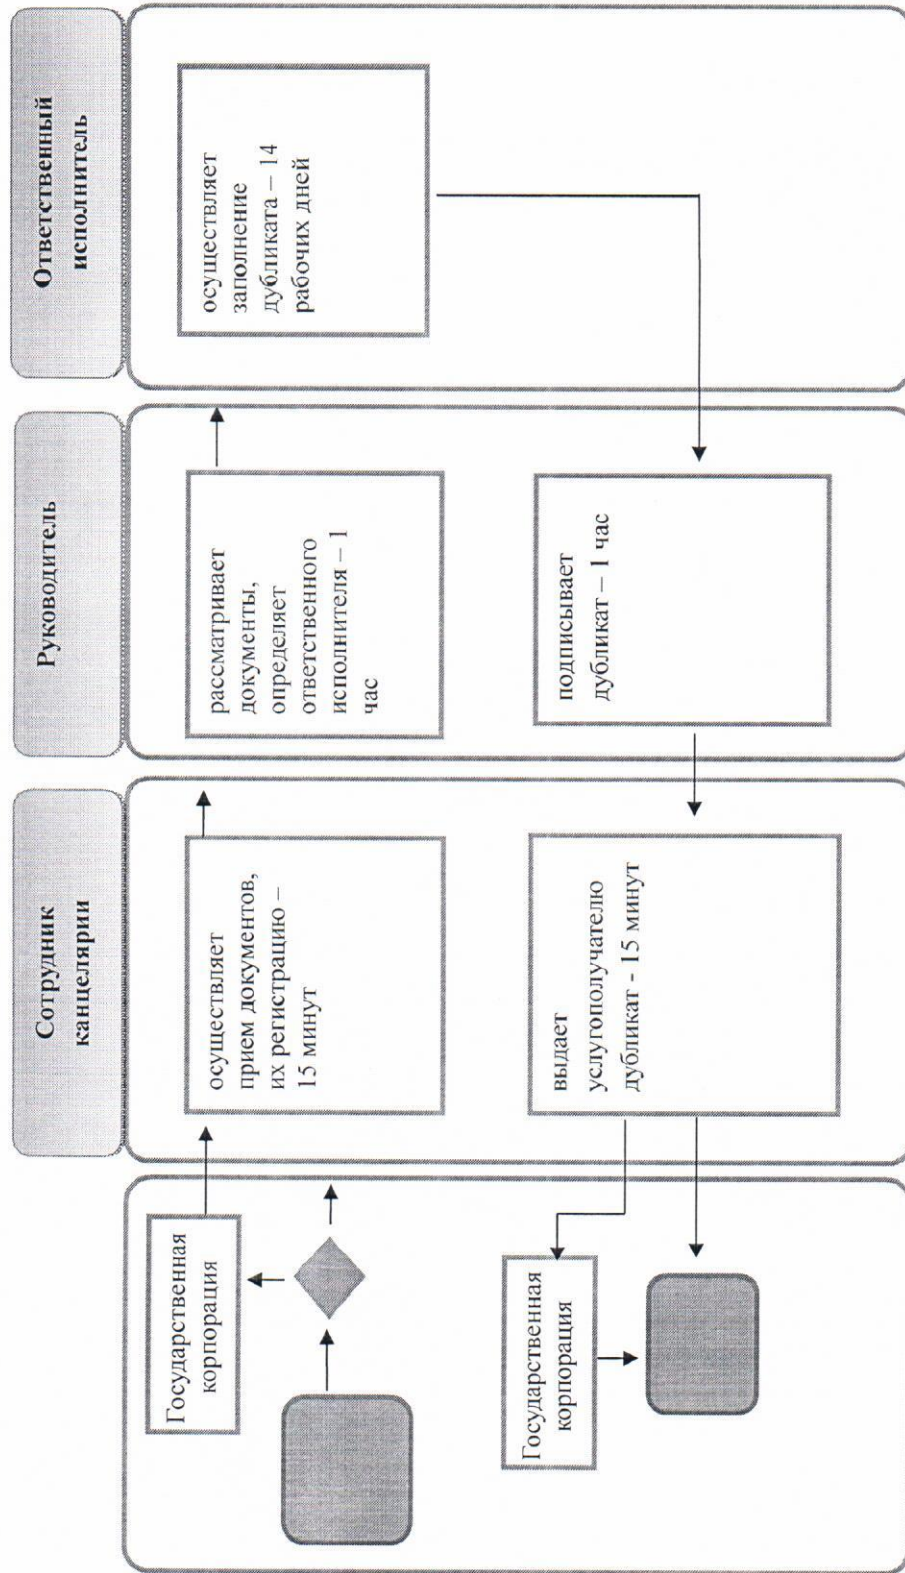 Сотрудник
канцелярии
Руководитель
Ответственный
исполнитель
Государственная
корпорация
осуществляет
прием документов,
их регистрацию –
15 минут
рассматривает
документы,
определяет
ответственного
исполнителя – 1
час
осуществляет
заполнение
дубликата – 14
рабочих дней
Государственная
корпорация
выдает
услугополучателю
дубликат - 15 минут
подписывает
дубликат – 1 час